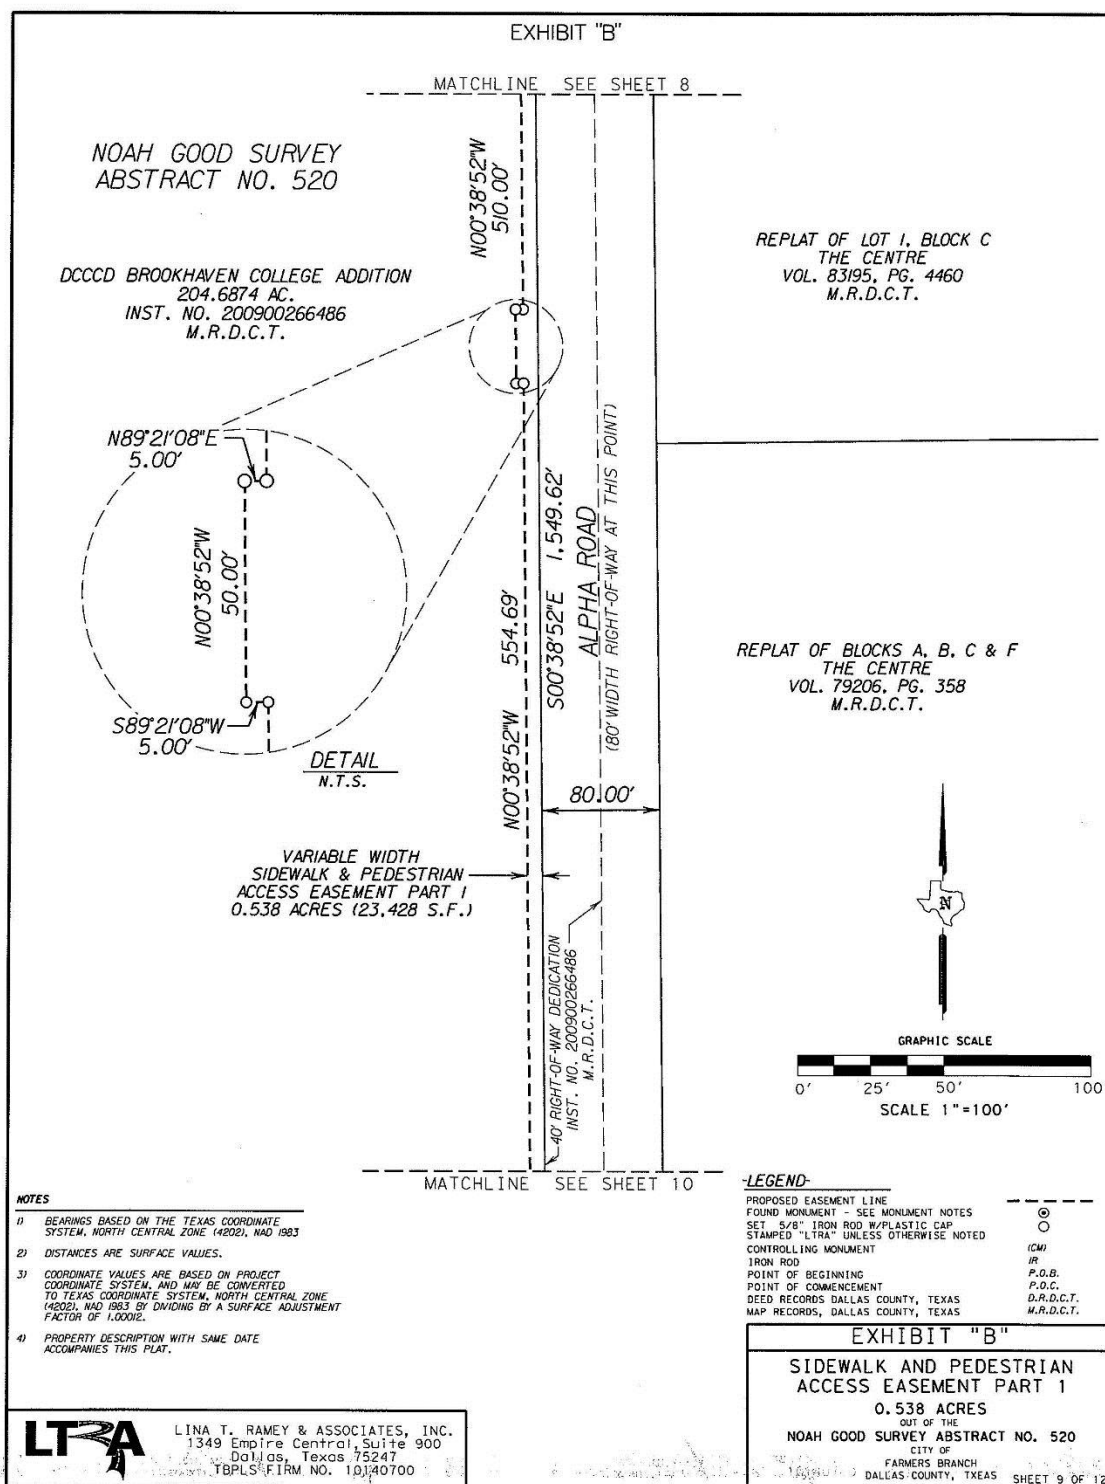 EXHIBIT "B"
MATCHLINE SEE SHEET 8
NOAH GOOD SURVEY
ABSTRACT NO. 520
N00°38'52"W
510.00'
REPLAT OF LOT 1, BLOCK C
THE CENTRE
VOL. 83195, PG. 4460
M.R.D.C.T.
DCCCD BROOKHAVEN COLLEGE ADDITION
204.6874 AC.
INST. NO. 200900266486
M.R.D.C.T.
N89°21'08"E
5.00'
N00°38'52"W
50.00'
S89°21'08"W
5.00'
DETAIL
N.T.S.
N00°38'52"W 554.69'
S00°38'52"E 1,549.62'
ALPHA ROAD
(80' WIDTH RIGHT-OF-WAY AT THIS POINT)
REPLAT OF BLOCKS A, B, C & F
THE CENTRE
VOL. 79206, PG. 358
M.R.D.C.T.
80.00'
VARIABLE WIDTH
SIDEWALK & PEDESTRIAN
ACCESS EASEMENT PART 1
0.538 ACRES (23,428 S.F.)
40' RIGHT-OF-WAY DEDICATION
INST. NO. 200900266486
M.R.D.C.T.
N
GRAPHIC SCALE
0' 25' 50' 100
SCALE 1"=100'
MATCHLINE SEE SHEET 10
NOTES
1) BEARINGS BASED ON THE TEXAS COORDINATE
SYSTEM, NORTH CENTRAL ZONE (4202), NAD 1983
2) DISTANCES ARE SURFACE VALUES.
3) COORDINATE VALUES ARE BASED ON PROJECT
COORDINATE SYSTEM, AND MAY BE CONVERTED
TO TEXAS COORDINATE SYSTEM, NORTH CENTRAL ZONE
(4202), NAD 1983 BY DIVIDING BY A SURFACE ADJUSTMENT
FACTOR OF 1.00012.
4) PROPERTY DESCRIPTION WITH SAME DATE
ACCOMPANIES THIS PLAT.
-LEGEND-
PROPOSED EASEMENT LINE
FOUND MONUMENT - SEE MONUMENT NOTES
SET 5/8" IRON ROD W/PLASTIC CAP
STAMPED "LTRA" UNLESS OTHERWISE NOTED
CONTROLLING MONUMENT (CM)
IRON ROD IR
POINT OF BEGINNING P.O.B.
POINT OF COMMENCEMENT P.O.C.
DEED RECORDS DALLAS COUNTY, TEXAS D.R.D.C.T.
MAP RECORDS, DALLAS COUNTY, TEXAS M.R.D.C.T.
EXHIBIT "B"
SIDEWALK AND PEDESTRIAN
ACCESS EASEMENT PART 1
0.538 ACRES
OUT OF THE
NOAH GOOD SURVEY ABSTRACT NO. 520
CITY OF
FARMERS BRANCH
DALLAS COUNTY, TXEAS SHEET 9 OF 12
LTRA
LINA T. RAMEY & ASSOCIATES, INC.
1349 Empire Central, Suite 900
Dallas, Texas 75247
TBPLS FIRM NO. 10140700